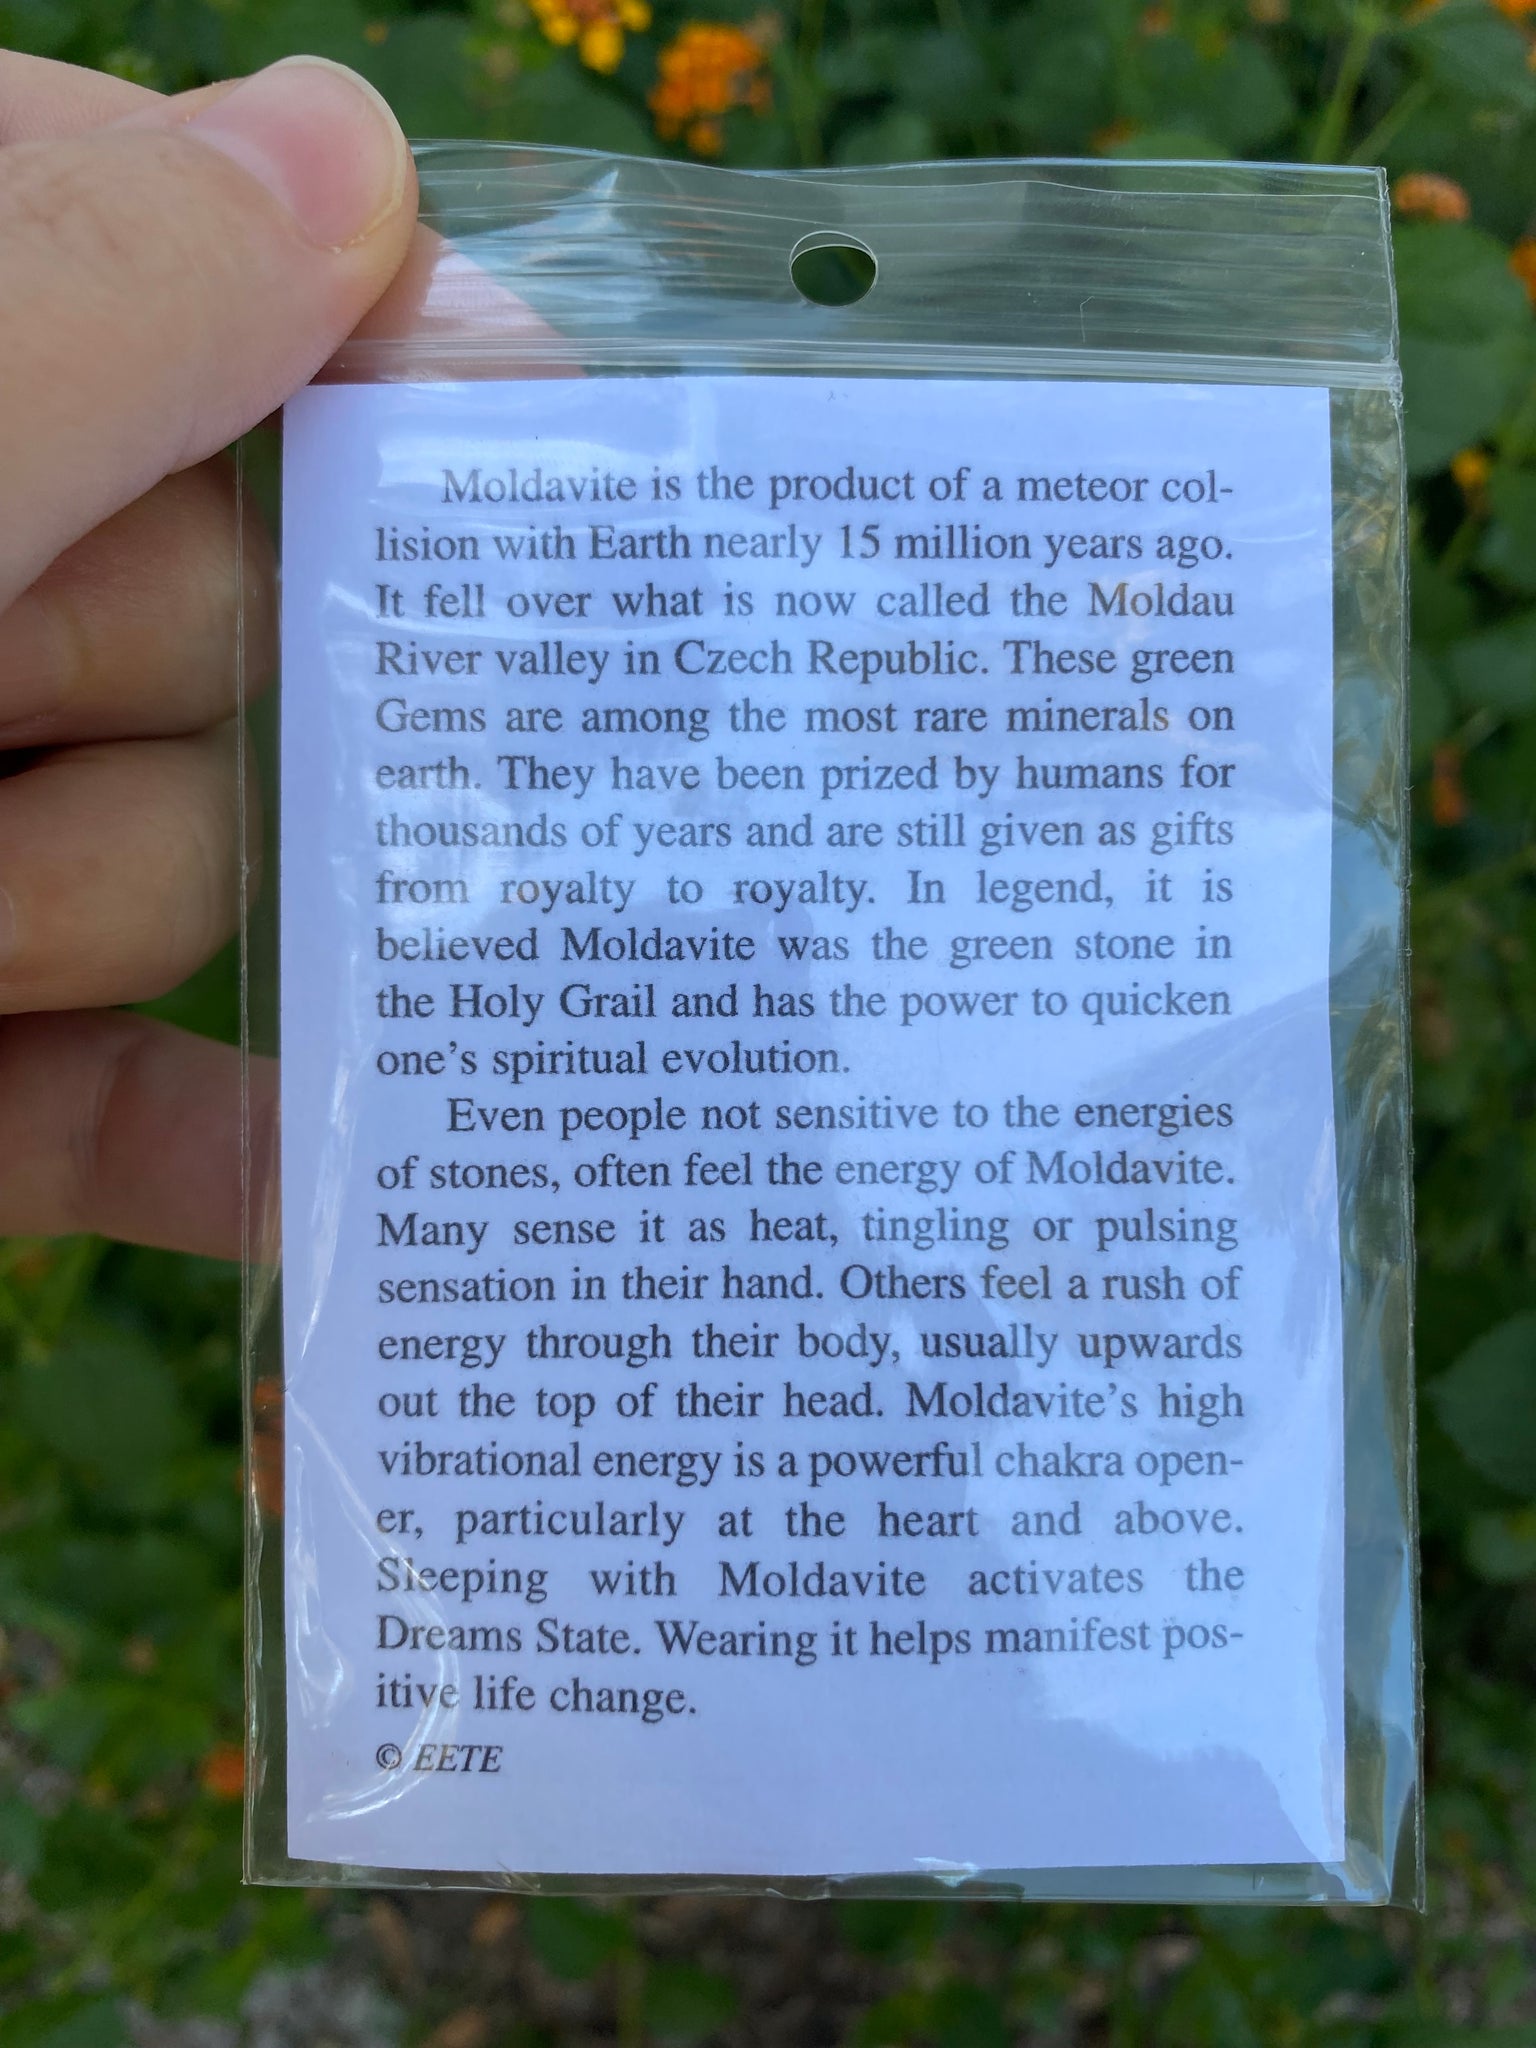 Moldavite is the product of a meteor col-
lision with Earth nearly 15 million years ago.
It fell over what is now called the Moldau
River valley in Czech Republic. These green
Gems are among the most rare minerals on
earth. They have been prized by humans for
thousands of years and are still given as gifts
from royalty to royalty. In legend, it is
believed Moldavite was the green stone in
the Holy Grail and has the power to quicken
one’s spiritual evolution.
Even people not sensitive to the energies
of stones, often feel the energy of Moldavite.
Many sense it as heat, tingling or pulsing
sensation in their hand. Others feel a rush of
energy through their body, usually upwards
out the top of their head. Moldavite’s high
vibrational energy is a powerful chakra open-
er, particularly at the heart and above.
Sleeping with Moldavite activates the
Dreams State. Wearing it helps manifest pos-
itive life change.
© EETE